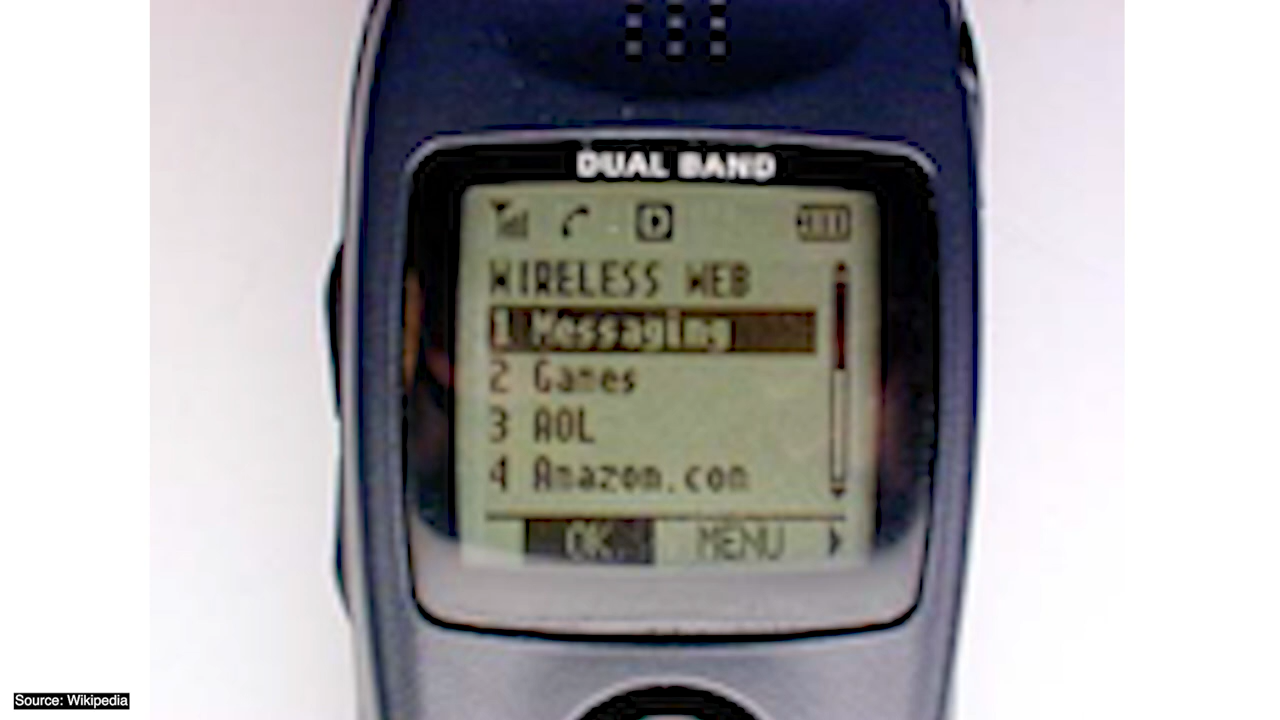 DUAL BAND
D
WIRELESS WEB
1 Messaging
2 Games
3 AOL
4 Amazon.com
OK MENU
Source: Wikipedia